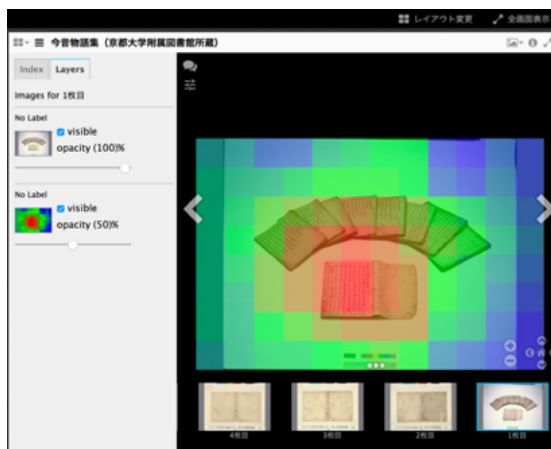 レイアウト変更 全画面表示
今昔物語集（京都大学附属図書館所蔵）
Index Layers
Images for 1枚目
No Label
visible
opacity (100)%
No Label
visible
opacity (50)%
4枚目 3枚目 2枚目 1枚目